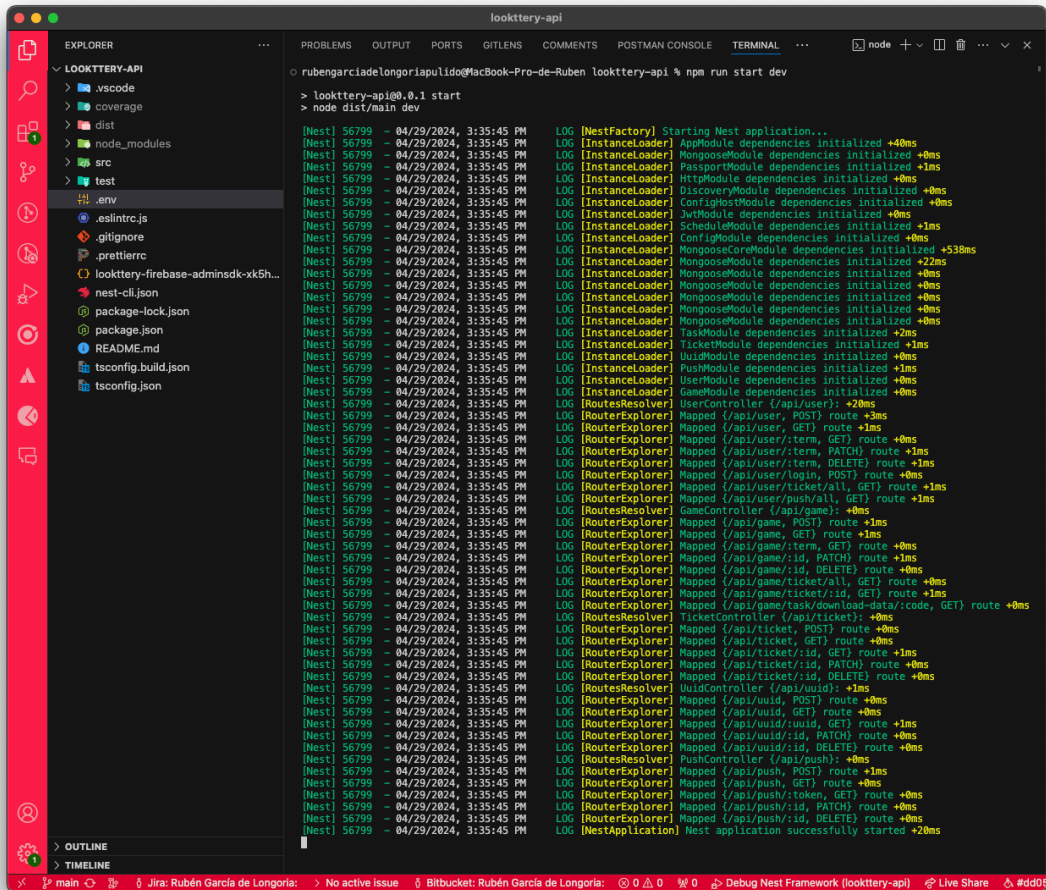 lookttery-api
EXPLORER ...
PROBLEMS OUTPUT PORTS GITLENS COMMENTS POSTMAN CONSOLE TERMINAL ... node
LOOKTTERY-API
.vscode
coverage
dist
node_modules
src
test
.env
.eslintrc.js
.gitignore
.prettierrc
lookttery-firebase-adminsdk-xk5h...
nest-cli.json
package-lock.json
package.json
README.md
tsconfig.build.json
tsconfig.json
OUTLINE
TIMELINE
1
1
rubengarciadelongoriapulido@MacBook-Pro-de-Ruben lookttery-api % npm run start dev
> lookttery-api@0.0.1 start
> node dist/main dev
[Nest] 56799 - 04/29/2024, 3:35:45 PM LOG [NestFactory] Starting Nest application...
[Nest] 56799 - 04/29/2024, 3:35:45 PM LOG [InstanceLoader] AppModule dependencies initialized +40ms
[Nest] 56799 - 04/29/2024, 3:35:45 PM LOG [InstanceLoader] MongooseModule dependencies initialized +0ms
[Nest] 56799 - 04/29/2024, 3:35:45 PM LOG [InstanceLoader] PassportModule dependencies initialized +1ms
[Nest] 56799 - 04/29/2024, 3:35:45 PM LOG [InstanceLoader] HttpModule dependencies initialized +0ms
[Nest] 56799 - 04/29/2024, 3:35:45 PM LOG [InstanceLoader] DiscoveryModule dependencies initialized +0ms
[Nest] 56799 - 04/29/2024, 3:35:45 PM LOG [InstanceLoader] ConfigHostModule dependencies initialized +0ms
[Nest] 56799 - 04/29/2024, 3:35:45 PM LOG [InstanceLoader] JwtModule dependencies initialized +0ms
[Nest] 56799 - 04/29/2024, 3:35:45 PM LOG [InstanceLoader] ScheduleModule dependencies initialized +1ms
[Nest] 56799 - 04/29/2024, 3:35:45 PM LOG [InstanceLoader] ConfigModule dependencies initialized +0ms
[Nest] 56799 - 04/29/2024, 3:35:45 PM LOG [InstanceLoader] MongooseCoreModule dependencies initialized +538ms
[Nest] 56799 - 04/29/2024, 3:35:45 PM LOG [InstanceLoader] MongooseModule dependencies initialized +22ms
[Nest] 56799 - 04/29/2024, 3:35:45 PM LOG [InstanceLoader] MongooseModule dependencies initialized +0ms
[Nest] 56799 - 04/29/2024, 3:35:45 PM LOG [InstanceLoader] MongooseModule dependencies initialized +0ms
[Nest] 56799 - 04/29/2024, 3:35:45 PM LOG [InstanceLoader] MongooseModule dependencies initialized +0ms
[Nest] 56799 - 04/29/2024, 3:35:45 PM LOG [InstanceLoader] MongooseModule dependencies initialized +0ms
[Nest] 56799 - 04/29/2024, 3:35:45 PM LOG [InstanceLoader] MongooseModule dependencies initialized +0ms
[Nest] 56799 - 04/29/2024, 3:35:45 PM LOG [InstanceLoader] TaskModule dependencies initialized +2ms
[Nest] 56799 - 04/29/2024, 3:35:45 PM LOG [InstanceLoader] TicketModule dependencies initialized +1ms
[Nest] 56799 - 04/29/2024, 3:35:45 PM LOG [InstanceLoader] UuidModule dependencies initialized +0ms
[Nest] 56799 - 04/29/2024, 3:35:45 PM LOG [InstanceLoader] PushModule dependencies initialized +1ms
[Nest] 56799 - 04/29/2024, 3:35:45 PM LOG [InstanceLoader] UserModule dependencies initialized +0ms
[Nest] 56799 - 04/29/2024, 3:35:45 PM LOG [InstanceLoader] GameModule dependencies initialized +0ms
[Nest] 56799 - 04/29/2024, 3:35:45 PM LOG [RoutesResolver] UserController {/api/user}: +20ms
[Nest] 56799 - 04/29/2024, 3:35:45 PM LOG [RouterExplorer] Mapped {/api/user, POST} route +3ms
[Nest] 56799 - 04/29/2024, 3:35:45 PM LOG [RouterExplorer] Mapped {/api/user, GET} route +1ms
[Nest] 56799 - 04/29/2024, 3:35:45 PM LOG [RouterExplorer] Mapped {/api/user/:term, GET} route +0ms
[Nest] 56799 - 04/29/2024, 3:35:45 PM LOG [RouterExplorer] Mapped {/api/user/:term, PATCH} route +1ms
[Nest] 56799 - 04/29/2024, 3:35:45 PM LOG [RouterExplorer] Mapped {/api/user/:term, DELETE} route +1ms
[Nest] 56799 - 04/29/2024, 3:35:45 PM LOG [RouterExplorer] Mapped {/api/user/login, POST} route +0ms
[Nest] 56799 - 04/29/2024, 3:35:45 PM LOG [RouterExplorer] Mapped {/api/user/ticket/all, GET} route +1ms
[Nest] 56799 - 04/29/2024, 3:35:45 PM LOG [RouterExplorer] Mapped {/api/user/push/all, GET} route +1ms
[Nest] 56799 - 04/29/2024, 3:35:45 PM LOG [RoutesResolver] GameController {/api/game}: +0ms
[Nest] 56799 - 04/29/2024, 3:35:45 PM LOG [RouterExplorer] Mapped {/api/game, POST} route +1ms
[Nest] 56799 - 04/29/2024, 3:35:45 PM LOG [RouterExplorer] Mapped {/api/game, GET} route +1ms
[Nest] 56799 - 04/29/2024, 3:35:45 PM LOG [RouterExplorer] Mapped {/api/game/:term, GET} route +0ms
[Nest] 56799 - 04/29/2024, 3:35:45 PM LOG [RouterExplorer] Mapped {/api/game/:id, PATCH} route +1ms
[Nest] 56799 - 04/29/2024, 3:35:45 PM LOG [RouterExplorer] Mapped {/api/game/:id, DELETE} route +0ms
[Nest] 56799 - 04/29/2024, 3:35:45 PM LOG [RouterExplorer] Mapped {/api/game/ticket/all, GET} route +0ms
[Nest] 56799 - 04/29/2024, 3:35:45 PM LOG [RouterExplorer] Mapped {/api/game/ticket/:id, GET} route +1ms
[Nest] 56799 - 04/29/2024, 3:35:45 PM LOG [RouterExplorer] Mapped {/api/game/task/download-data/:code, GET} route +0ms
[Nest] 56799 - 04/29/2024, 3:35:45 PM LOG [RoutesResolver] TicketController {/api/ticket}: +0ms
[Nest] 56799 - 04/29/2024, 3:35:45 PM LOG [RouterExplorer] Mapped {/api/ticket, POST} route +0ms
[Nest] 56799 - 04/29/2024, 3:35:45 PM LOG [RouterExplorer] Mapped {/api/ticket, GET} route +0ms
[Nest] 56799 - 04/29/2024, 3:35:45 PM LOG [RouterExplorer] Mapped {/api/ticket/:id, GET} route +1ms
[Nest] 56799 - 04/29/2024, 3:35:45 PM LOG [RouterExplorer] Mapped {/api/ticket/:id, PATCH} route +0ms
[Nest] 56799 - 04/29/2024, 3:35:45 PM LOG [RouterExplorer] Mapped {/api/ticket/:id, DELETE} route +0ms
[Nest] 56799 - 04/29/2024, 3:35:45 PM LOG [RoutesResolver] UuidController {/api/uuid}: +1ms
[Nest] 56799 - 04/29/2024, 3:35:45 PM LOG [RouterExplorer] Mapped {/api/uuid, POST} route +0ms
[Nest] 56799 - 04/29/2024, 3:35:45 PM LOG [RouterExplorer] Mapped {/api/uuid, GET} route +0ms
[Nest] 56799 - 04/29/2024, 3:35:45 PM LOG [RouterExplorer] Mapped {/api/uuid/:uuid, GET} route +1ms
[Nest] 56799 - 04/29/2024, 3:35:45 PM LOG [RouterExplorer] Mapped {/api/uuid/:id, PATCH} route +0ms
[Nest] 56799 - 04/29/2024, 3:35:45 PM LOG [RouterExplorer] Mapped {/api/uuid/:id, DELETE} route +0ms
[Nest] 56799 - 04/29/2024, 3:35:45 PM LOG [RoutesResolver] PushController {/api/push}: +0ms
[Nest] 56799 - 04/29/2024, 3:35:45 PM LOG [RouterExplorer] Mapped {/api/push, POST} route +1ms
[Nest] 56799 - 04/29/2024, 3:35:45 PM LOG [RouterExplorer] Mapped {/api/push, GET} route +0ms
[Nest] 56799 - 04/29/2024, 3:35:45 PM LOG [RouterExplorer] Mapped {/api/push/:token, GET} route +0ms
[Nest] 56799 - 04/29/2024, 3:35:45 PM LOG [RouterExplorer] Mapped {/api/push/:id, PATCH} route +0ms
[Nest] 56799 - 04/29/2024, 3:35:45 PM LOG [RouterExplorer] Mapped {/api/push/:id, DELETE} route +0ms
[Nest] 56799 - 04/29/2024, 3:35:45 PM LOG [NestApplication] Nest application successfully started +20ms
main Jira: Rubén García de Longoria: No active issue Bitbucket: Rubén García de Longoria: 0 0 0 Debug Nest Framework (lookttery-api) Live Share